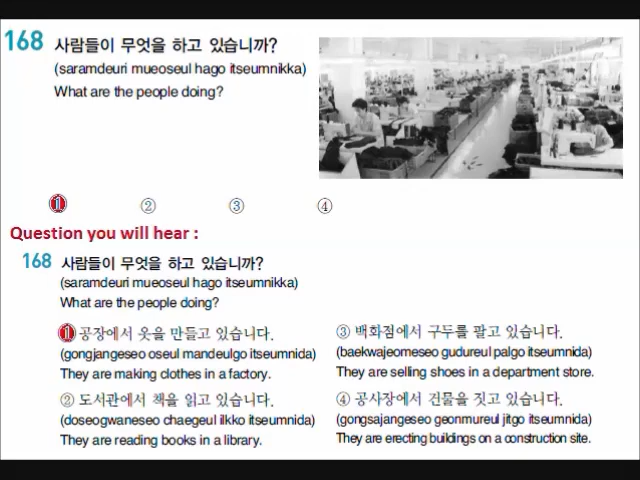 168 사람들이 무엇을 하고 있습니까?
(saramdeuri mueoseul hago itseumnikka)
What are the people doing?
① ② ③ ④
Question you will hear :
168 사람들이 무엇을 하고 있습니까?
(saramdeuri mueoseul hago itseumnikka)
What are the people doing?
① 공장에서 옷을 만들고 있습니다.
(gongjangeseo oseul mandeulgo itseumnida)
They are making clothes in a factory.
② 도서관에서 책을 읽고 있습니다.
(doseogwaneseo chaegeul ilkko itseumnida)
They are reading books in a library.
③ 백화점에서 구두를 팔고 있습니다.
(baekwajeomeseo gudureul palgo itseumnida)
They are selling shoes in a department store.
④ 공사장에서 건물을 짓고 있습니다.
(gongsajangeseo geonmureul jitgo itseumnida)
They are erecting buildings on a construction site.